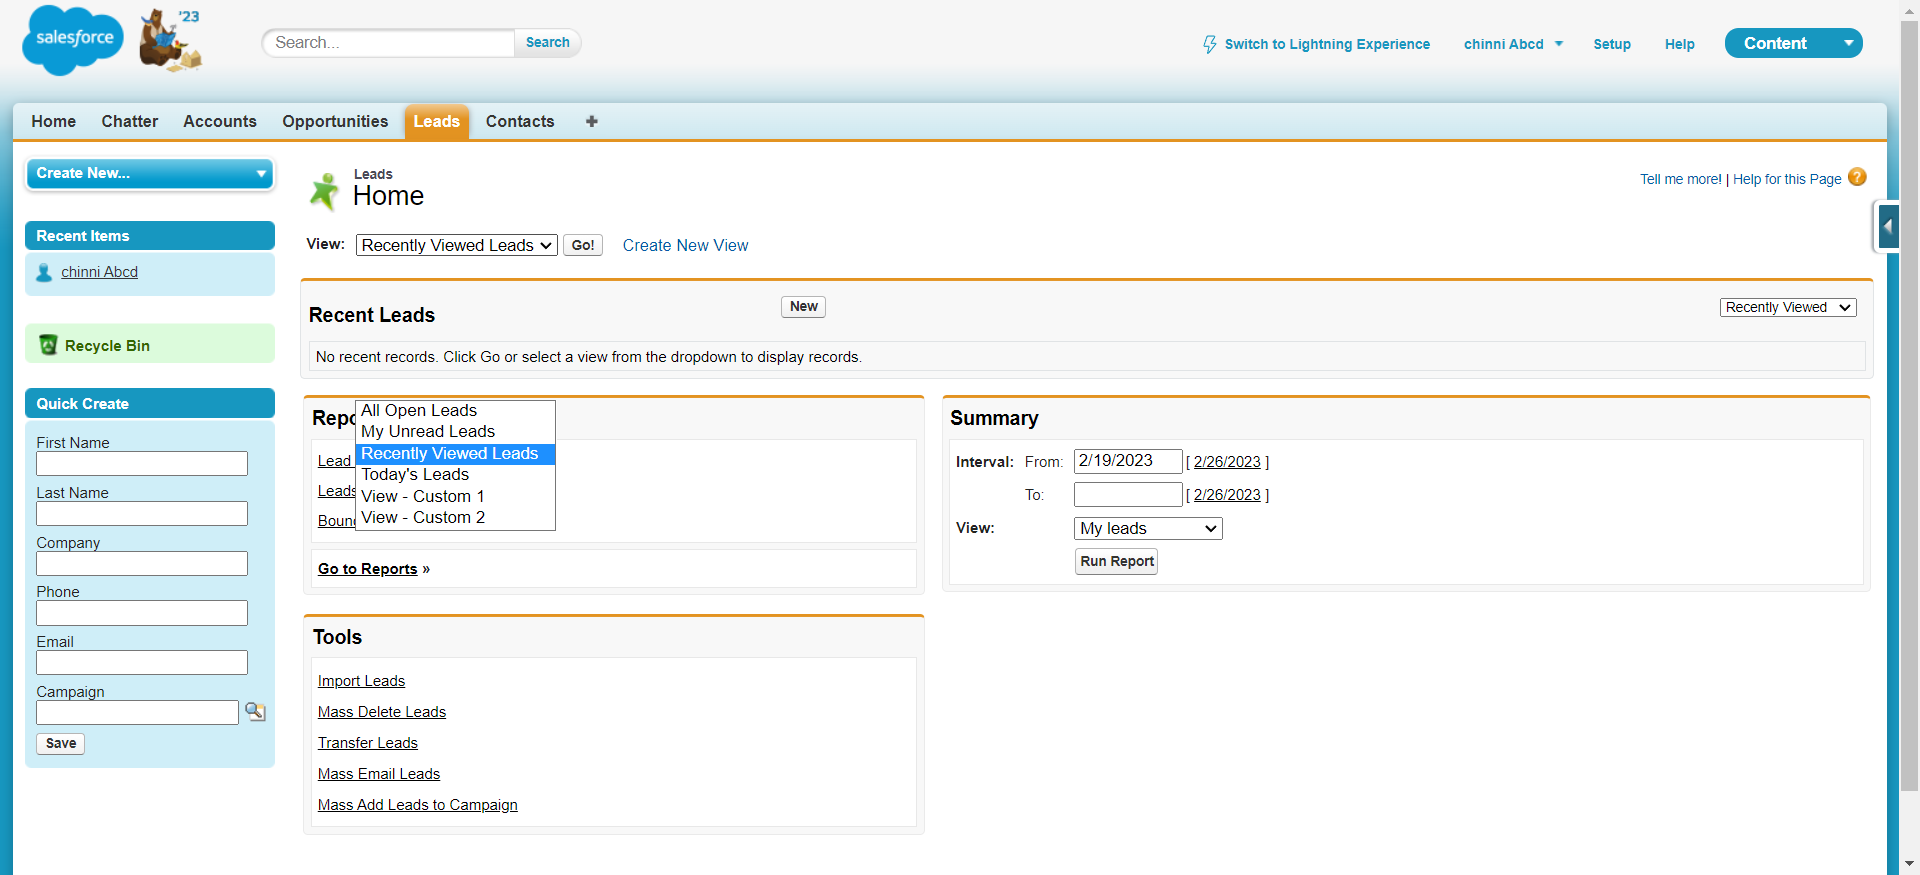 salesforce
'23
Search...
Search
Switch to Lightning Experience
chinni Abcd
Setup
Help
Content
Home
Chatter
Accounts
Opportunities
Leads
Contacts
Create New...
Recent Items
chinni Abcd
Recycle Bin
Quick Create
First Name
Last Name
Company
Phone
Email
Campaign
Save
Leads
Home
Tell me more! | Help for this Page
?
View: Recently Viewed Leads Go! Create New View
Recent Leads
New
Recently Viewed
No recent records. Click Go or select a view from the dropdown to display records.
Repo
Lead
Leads
Boun
All Open Leads
My Unread Leads
Recently Viewed Leads
Today's Leads
View - Custom 1
View - Custom 2
Go to Reports »
Summary
Interval: From: 2/19/2023 [ 2/26/2023 ]
To: [ 2/26/2023 ]
View: My leads
Run Report
Tools
Import Leads
Mass Delete Leads
Transfer Leads
Mass Email Leads
Mass Add Leads to Campaign